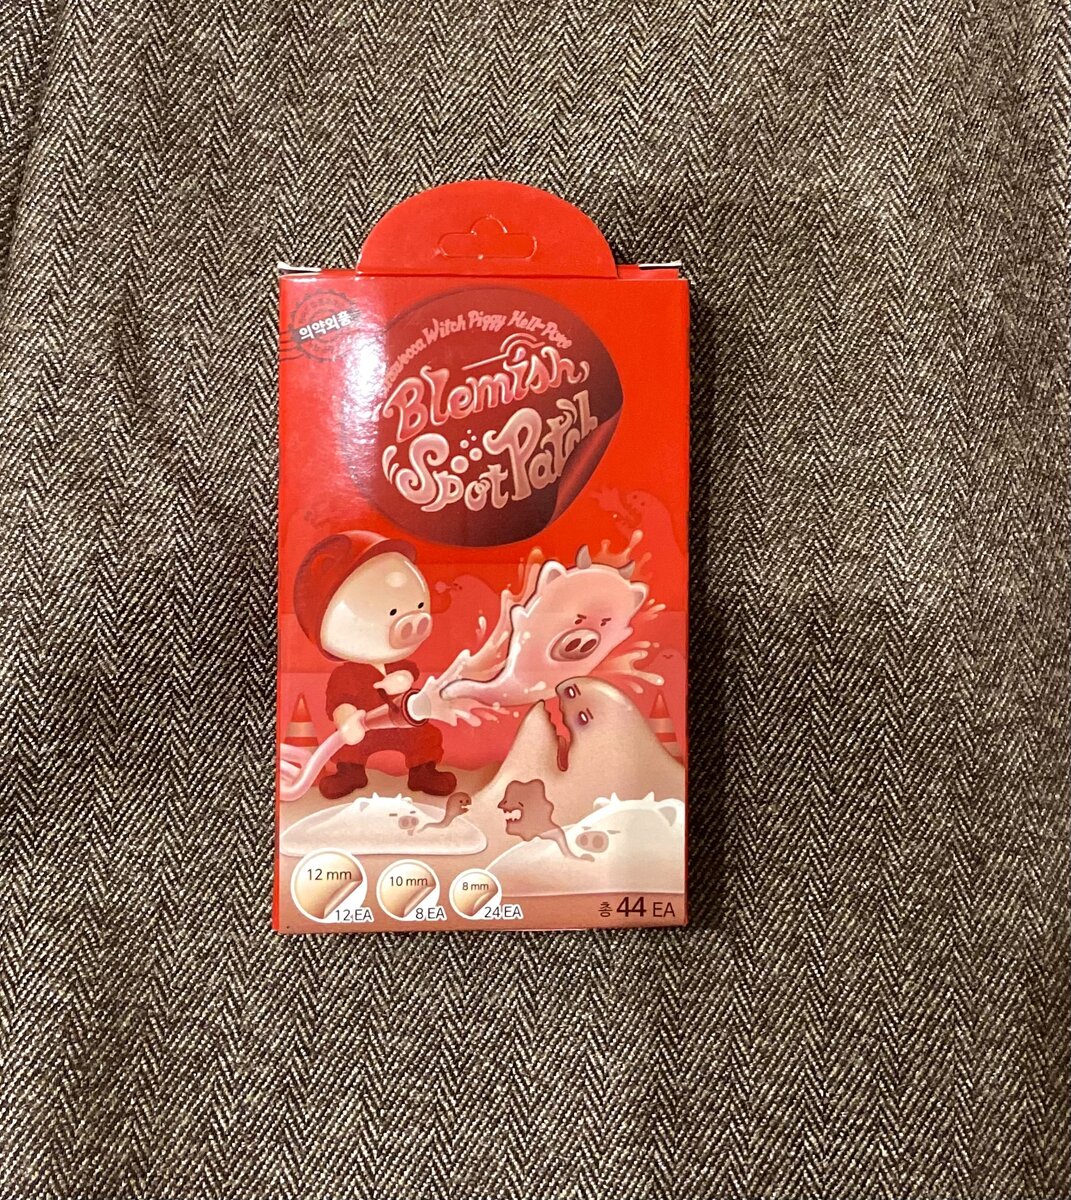 의약외품
Witch Piggy Hell-Pore
Blemish
Spot Patch
12 mm
12 EA
10 mm
8 EA
8 mm
24 EA
총 44 EA